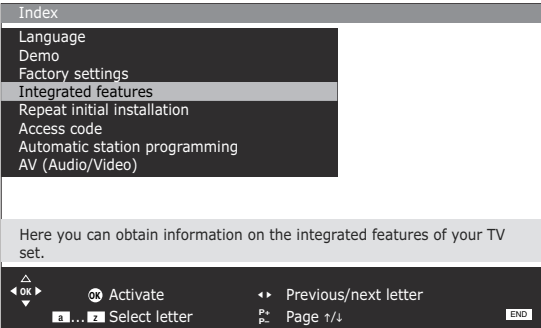 Index
Language
Demo
Factory settings
Integrated features
Repeat initial installation
Access code
Automatic station programming
AV (Audio/Video)
Here you can obtain information on the integrated features of your TV
set.
OK OK Activate Previous/next letter
a ... z Select letter P+ P– Page ↑/↓ END